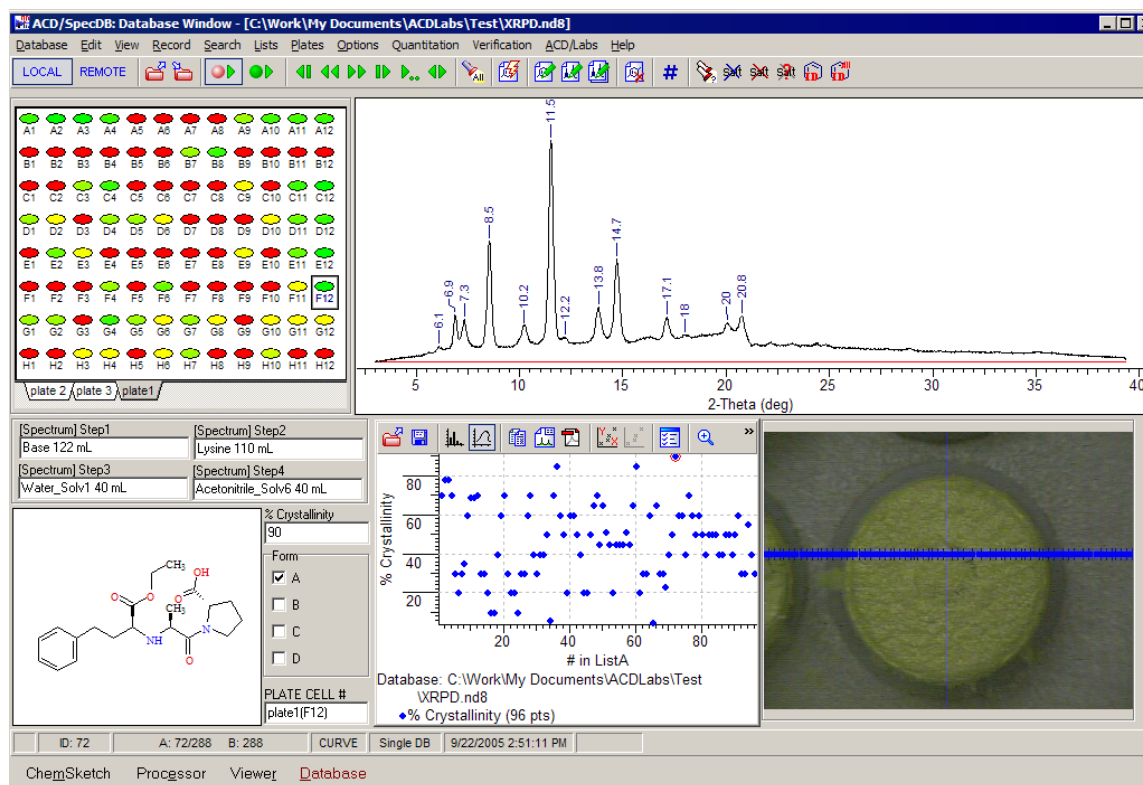 ACD/SpecDB: Database Window - [C:\Work\My Documents\ACDLabs\Test\XRPD.nd8]
Database Edit View Record Search Lists Plates Options Quantitation Verification ACD/Labs Help
LOCAL REMOTE All # Salt Salt Salt
A1 A2 A3 A4 A5 A6 A7 A8 A9 A10 A11 A12
B1 B2 B3 B4 B5 B6 B7 B8 B9 B10 B11 B12
C1 C2 C3 C4 C5 C6 C7 C8 C9 C10 C11 C12
D1 D2 D3 D4 D5 D6 D7 D8 D9 D10 D11 D12
E1 E2 E3 E4 E5 E6 E7 E8 E9 E10 E11 E12
F1 F2 F3 F4 F5 F6 F7 F8 F9 F10 F11 F12
G1 G2 G3 G4 G5 G6 G7 G8 G9 G10 G11 G12
H1 H2 H3 H4 H5 H6 H7 H8 H9 H10 H11 H12
plate 2 plate 3 plate1
6.1 6.9 7.3 8.5 10.2 11.5 12.2 13.8 14.7 17.1 18 20 20.8
5 10 15 20 25 30 35 40
2-Theta (deg)
[Spectrum] Step1
Base 122 mL
[Spectrum] Step2
Lysine 110 mL
[Spectrum] Step3
Water_Solv1 40 mL
[Spectrum] Step4
Acetonitrile_Solv6 40 mL
CH3
O
O
O
OH
CH3
NH
N
O
% Crystallinity
90
Form
A
B
C
D
PLATE CELL #
plate1(F12)
»
% Crystallinity
80
60
40
20
20 40 60 80
# in ListA
Database: C:\Work\My Documents\ACDLabs\Test
\XRPD.nd8
% Crystallinity (96 pts)
ID: 72 A: 72/288 B: 288 CURVE Single DB 9/22/2005 2:51:11 PM
ChemSketch Processor Viewer Database